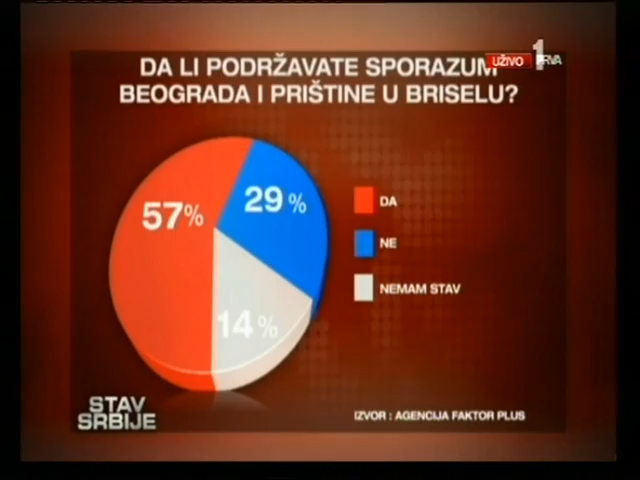 DA LI PODRŽAVATE SPORAZUM
BEOGRADA I PRIŠTINE U BRISELU?
UŽIVO
1
PRVA
57%
29%
14%
DA
NE
NEMAM STAV
STAV
SRBIJE
IZVOR : AGENCIJA FAKTOR PLUS